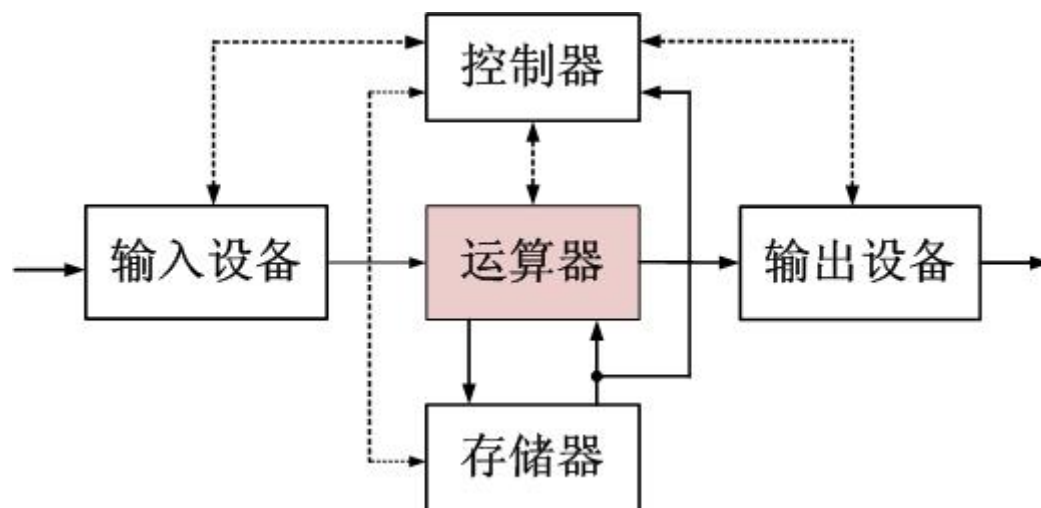 控制器
输入设备
运算器
输出设备
存储器